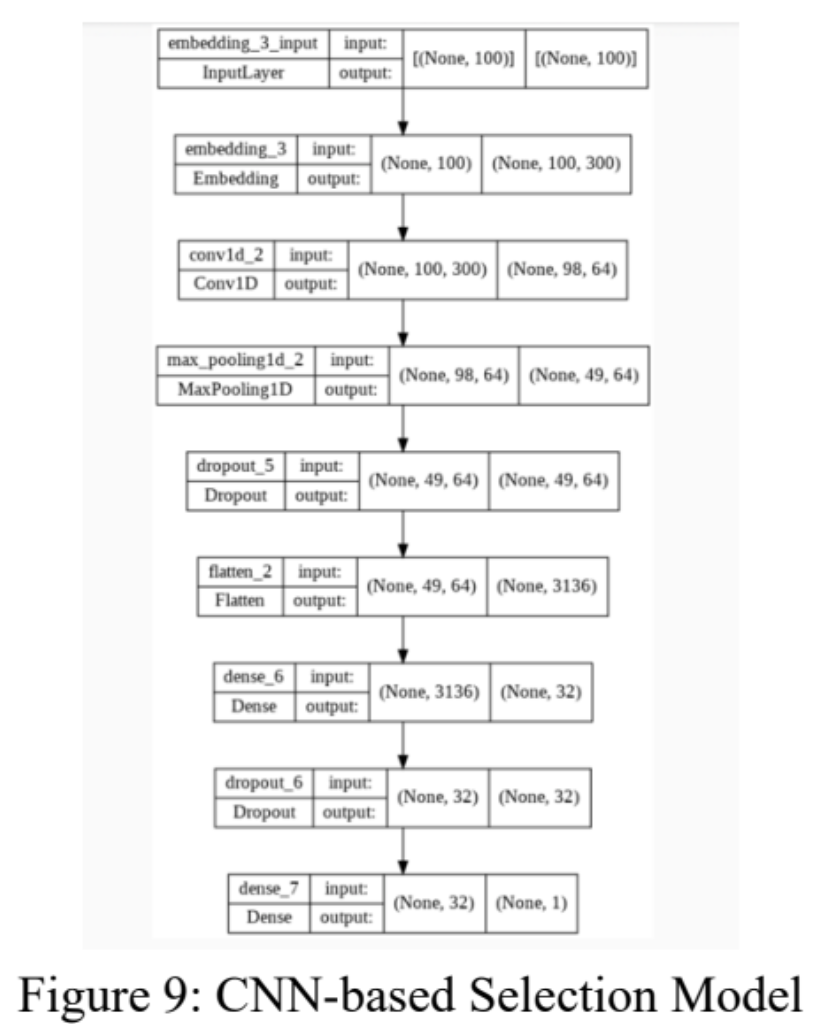 embedding_3_input input: [(None, 100)] [(None, 100)]
InputLayer output:
embedding_3 input: (None, 100) (None, 100, 300)
Embedding output:
conv1d_2 input: (None, 100, 300) (None, 98, 64)
Conv1D output:
max_pooling1d_2 input: (None, 98, 64) (None, 49, 64)
MaxPooling1D output:
dropout_5 input: (None, 49, 64) (None, 49, 64)
Dropout output:
flatten_2 input: (None, 49, 64) (None, 3136)
Flatten output:
dense_6 input: (None, 3136) (None, 32)
Dense output:
dropout_6 input: (None, 32) (None, 32)
Dropout output:
dense_7 input: (None, 32) (None, 1)
Dense output:
Figure 9: CNN-based Selection Model